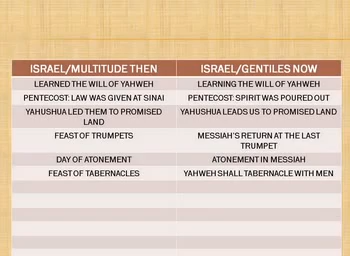 ISRAEL/MULTITUDE THEN ISRAEL/GENTILES NOW
LEARNED THE WILL OF YAHWEH LEARNING THE WILL OF YAHWEH
PENTECOST: LAW WAS GIVEN AT SINAI PENTECOST: SPIRIT WAS POURED OUT
YAHUSHUA LED THEM TO PROMISED YAHUSHUA LEADS US TO PROMISED LAND
LAND
FEAST OF TRUMPETS MESSIAH'S RETURN AT THE LAST
TRUMPET
DAY OF ATONEMENT ATONEMENT IN MESSIAH
FEAST OF TABERNACLES YAHWEH SHALL TABERNACLE WITH MEN